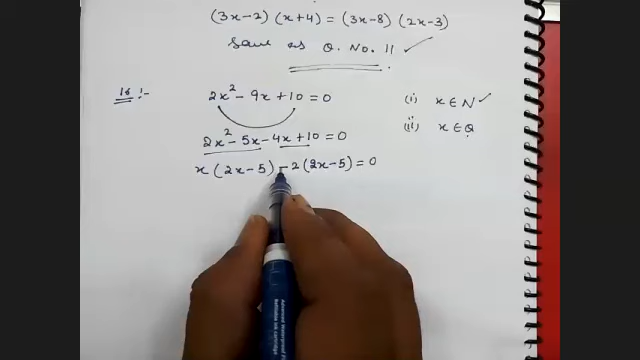 (3x-2) (x+4) = (3x-8) (2x-3)
Same as Q. No. 11 ✓
16 :-
2x² - 9x + 10 = 0
(i) x ∈ N ✓
2x² - 5x - 4x + 10 = 0
(ii) x ∈ Q
x (2x-5) - 2 (2x-5) = 0